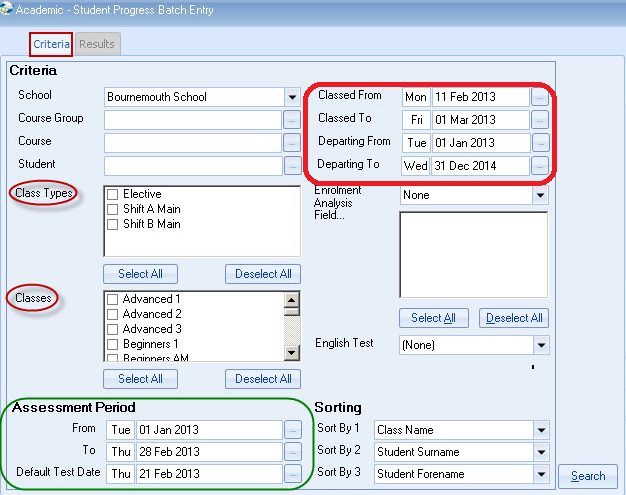 Academic - Student Progress Batch Entry
Criteria Results
Criteria
School Bournemouth School
Course Group
Course
Student
Classed From Mon 11 Feb 2013 ...
Classed To Fri 01 Mar 2013 ...
Departing From Tue 01 Jan 2013 ...
Departing To Wed 31 Dec 2014 ...
Class Types
Elective
Shift A Main
Shift B Main
Select All Deselect All
Enrolment
Analysis
Field...
None
Select All Deselect All
Classes
Advanced 1
Advanced 2
Advanced 3
Beginners 1
Beginners AM
Select All Deselect All
English Test (None)
Assessment Period
From Tue 01 Jan 2013 ...
To Thu 28 Feb 2013 ...
Default Test Date Thu 21 Feb 2013 ...
Sorting
Sort By 1 Class Name
Sort By 2 Student Surname
Sort By 3 Student Forename
Search